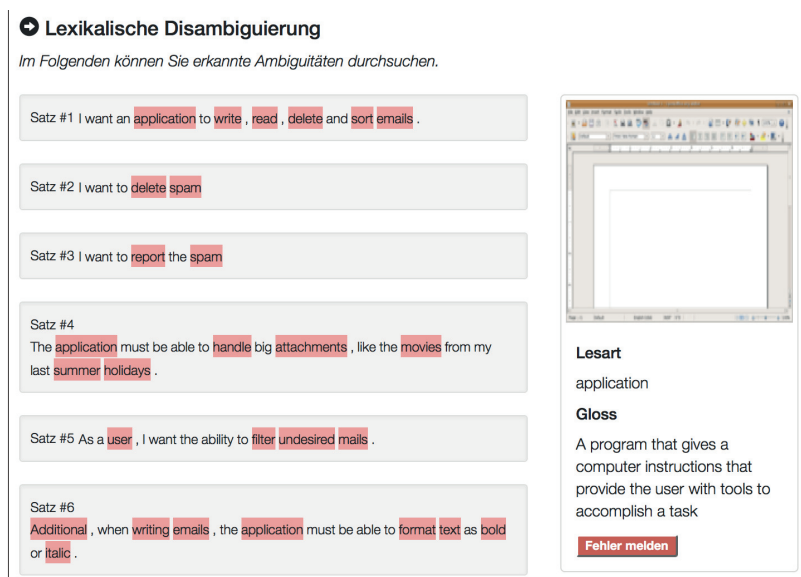 Lexikalische Disambiguierung
Im Folgenden können Sie erkannte Ambiguitäten durchsuchen.
Satz #1 I want an application to write , read , delete and sort emails .
Satz #2 I want to delete spam
Satz #3 I want to report the spam
Satz #4
The application must be able to handle big attachments , like the movies from my
last summer holidays .
Satz #5 As a user , I want the ability to filter undesired mails .
Satz #6
Additional , when writing emails , the application must be able to format text as bold
or italic .
Lesart
application
Gloss
A program that gives a
computer instructions that
provide the user with tools to
accomplish a task
Fehler melden